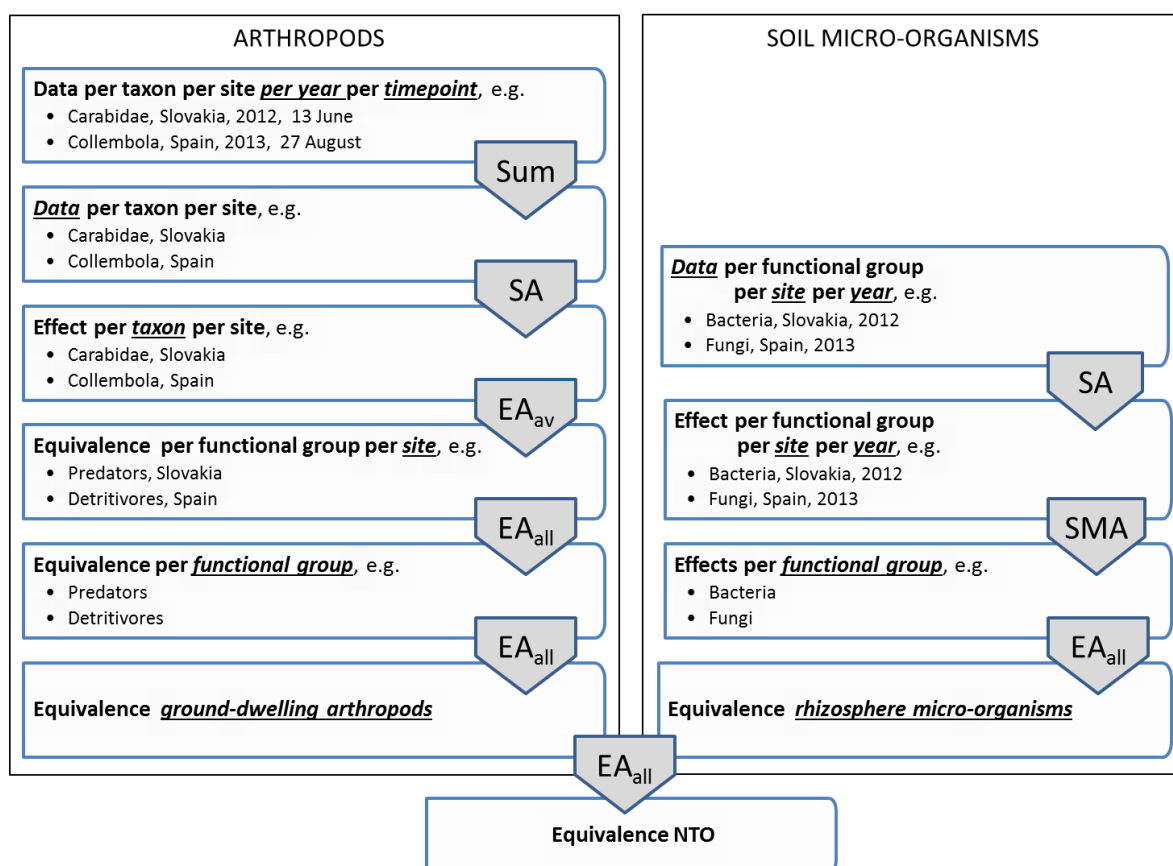 ARTHROPODS
Data per taxon per site per year per timepoint, e.g.
• Carabidae, Slovakia, 2012, 13 June
• Collembola, Spain, 2013, 27 August
Sum
Data per taxon per site, e.g.
• Carabidae, Slovakia
• Collembola, Spain
SA
Effect per taxon per site, e.g.
• Carabidae, Slovakia
• Collembola, Spain
EAav
Equivalence per functional group per site, e.g.
• Predators, Slovakia
• Detritivores, Spain
EAall
Equivalence per functional group, e.g.
• Predators
• Detritivores
EAall
Equivalence ground-dwelling arthropods
SOIL MICRO-ORGANISMS
Data per functional group
per site per year, e.g.
• Bacteria, Slovakia, 2012
• Fungi, Spain, 2013
SA
Effect per functional group
per site per year, e.g.
• Bacteria, Slovakia, 2012
• Fungi, Spain, 2013
SMA
Effects per functional group, e.g.
• Bacteria
• Fungi
EAall
Equivalence rhizosphere micro-organisms
EAall
Equivalence NTO